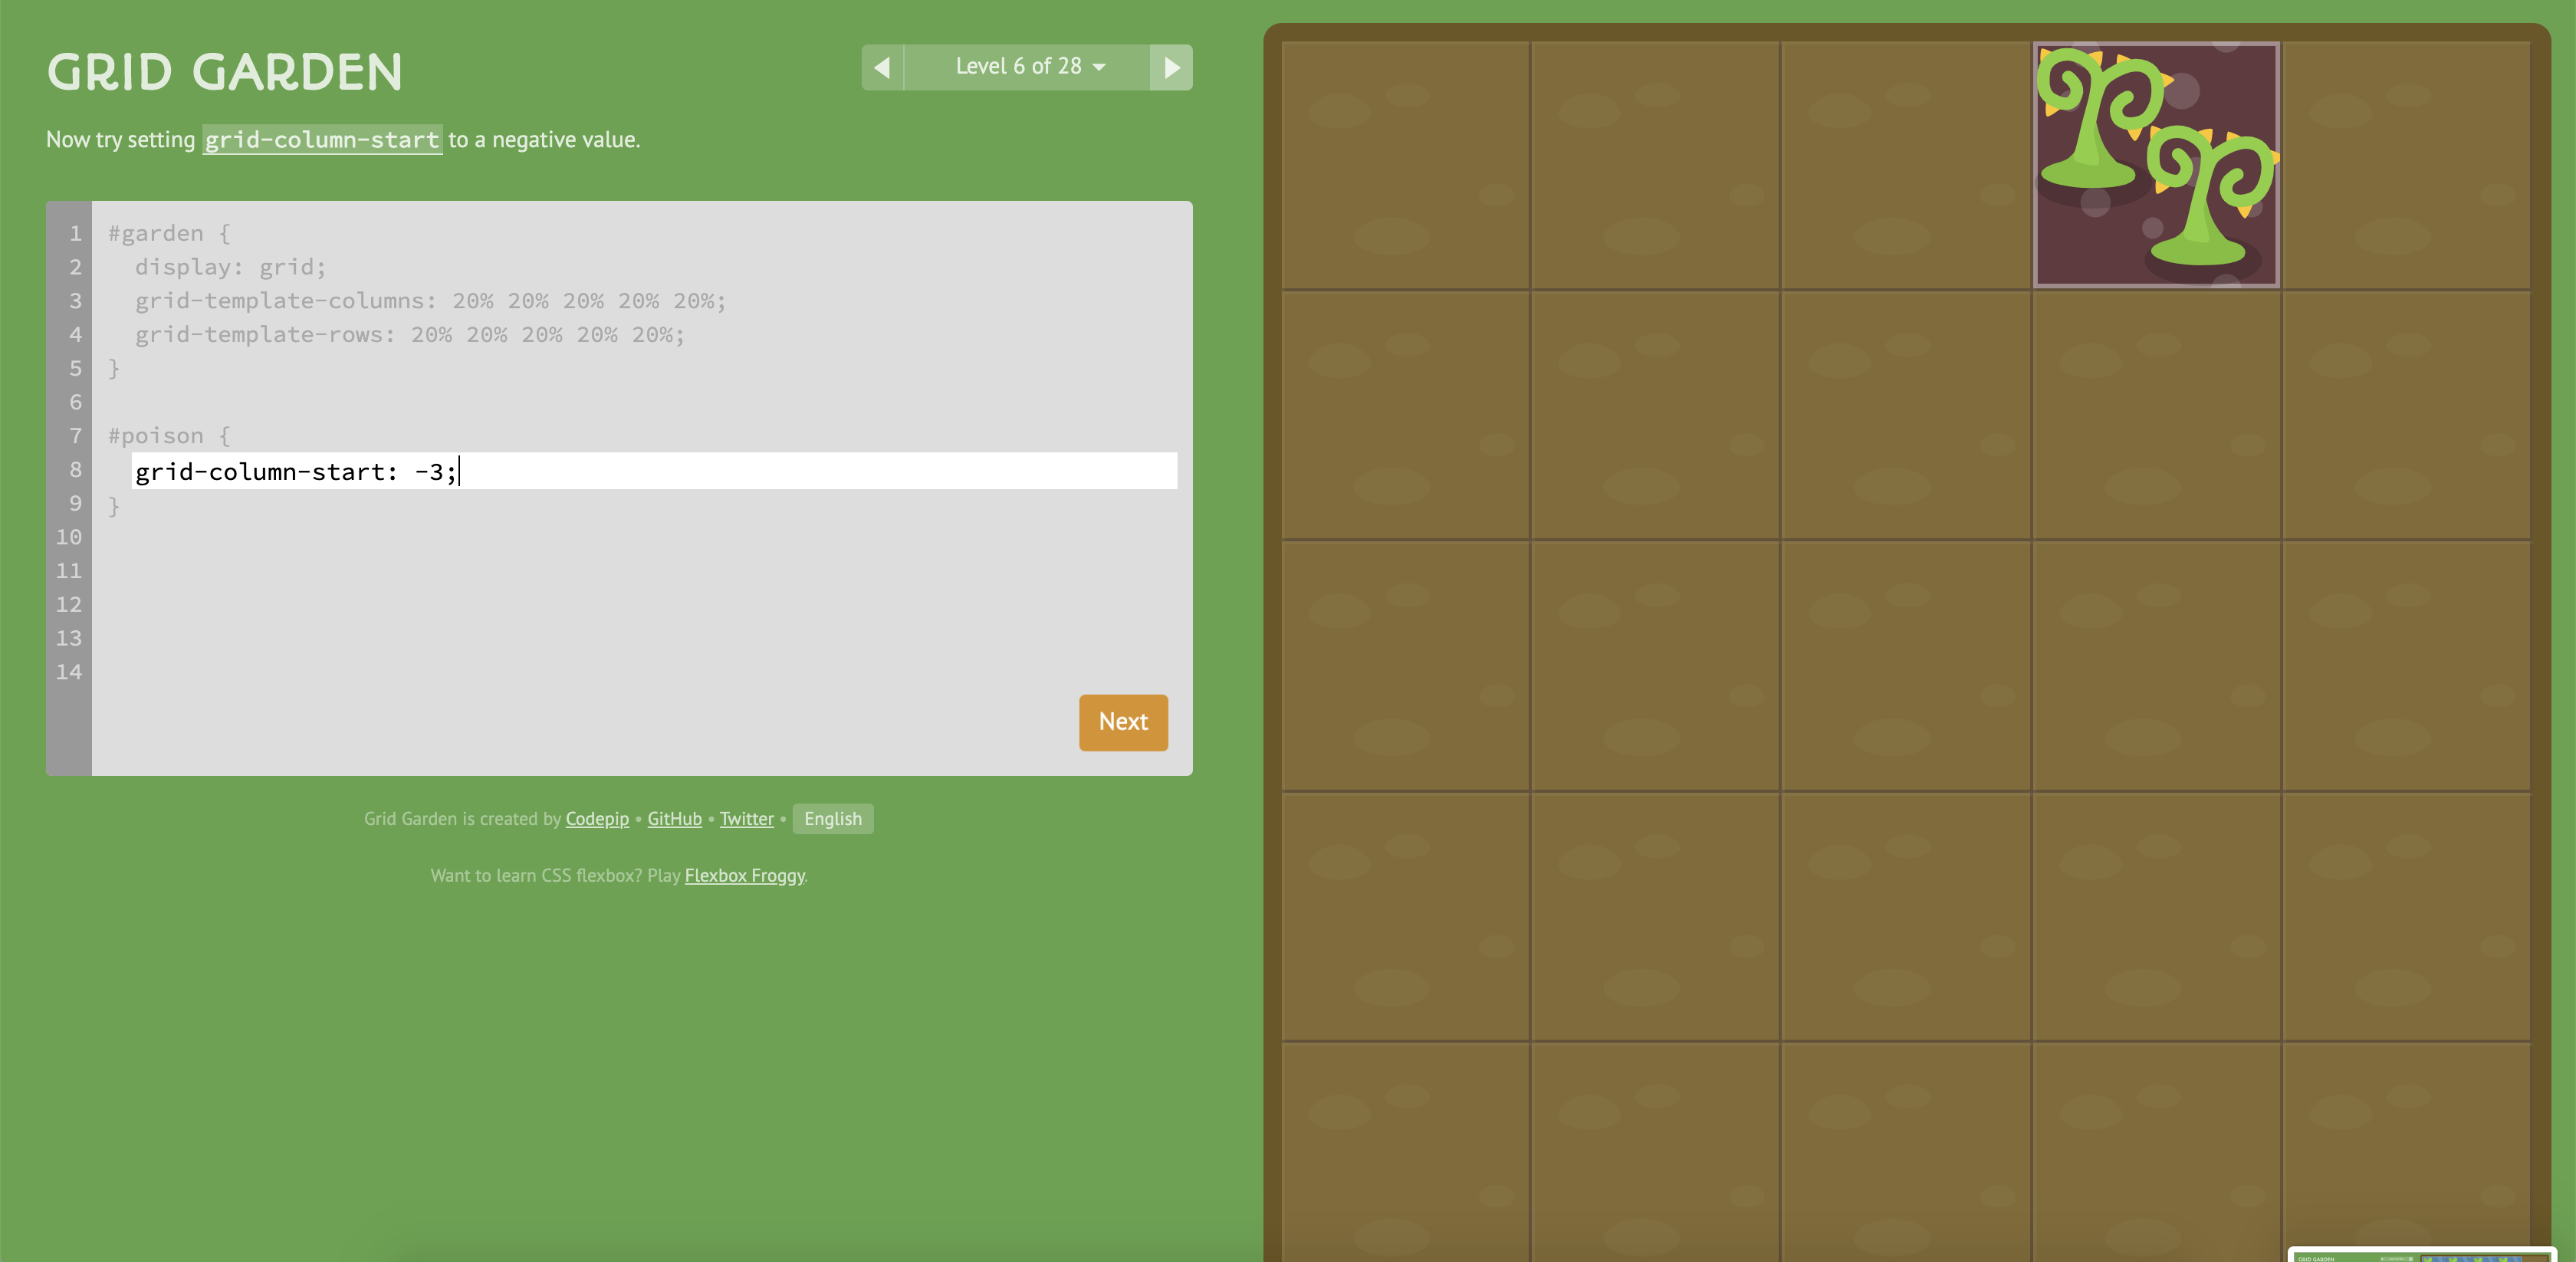 GRID GARDEN
Level 6 of 28
Now try setting grid-column-start to a negative value.
1 #garden {
2 display: grid;
3 grid-template-columns: 20% 20% 20% 20% 20%;
4 grid-template-rows: 20% 20% 20% 20% 20%;
5 }
6
7 #poison {
8 grid-column-start: -3;
9 }
10
11
12
13
14
Next
Grid Garden is created by Codepip • GitHub • Twitter • English
Want to learn CSS flexbox? Play Flexbox Froggy.
GRID GARDEN